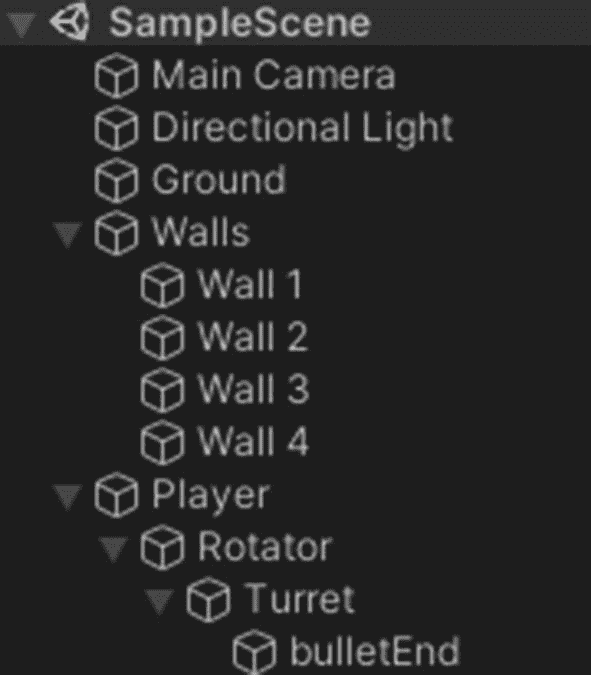 SampleScene
Main Camera
Directional Light
Ground
Walls
Wall 1
Wall 2
Wall 3
Wall 4
Player
Rotator
Turret
bulletEnd